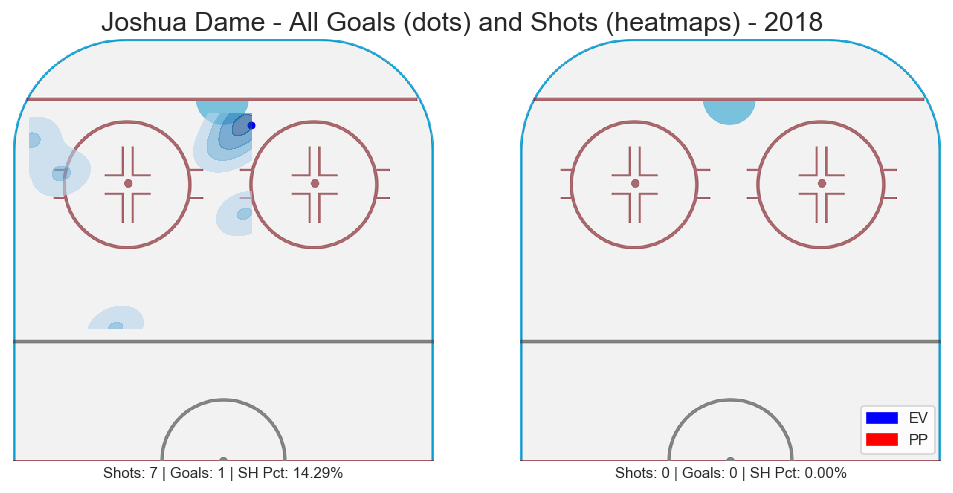 Joshua Dame - All Goals (dots) and Shots (heatmaps) - 2018
EV
PP
Shots: 7 | Goals: 1 | SH Pct: 14.29%
Shots: 0 | Goals: 0 | SH Pct: 0.00%